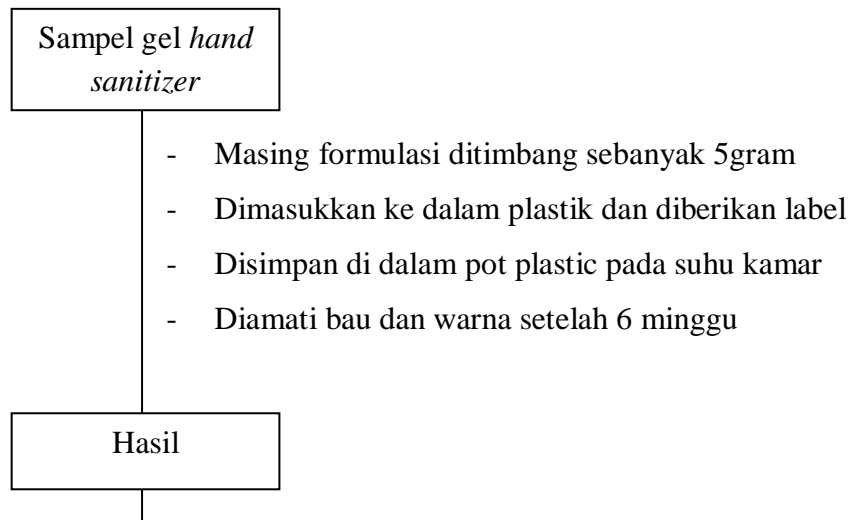 Sampel gel hand
sanitizer
- Masing formulasi ditimbang sebanyak 5gram
- Dimasukkan ke dalam plastik dan diberikan label
- Disimpan di dalam pot plastic pada suhu kamar
- Diamati bau dan warna setelah 6 minggu
Hasil